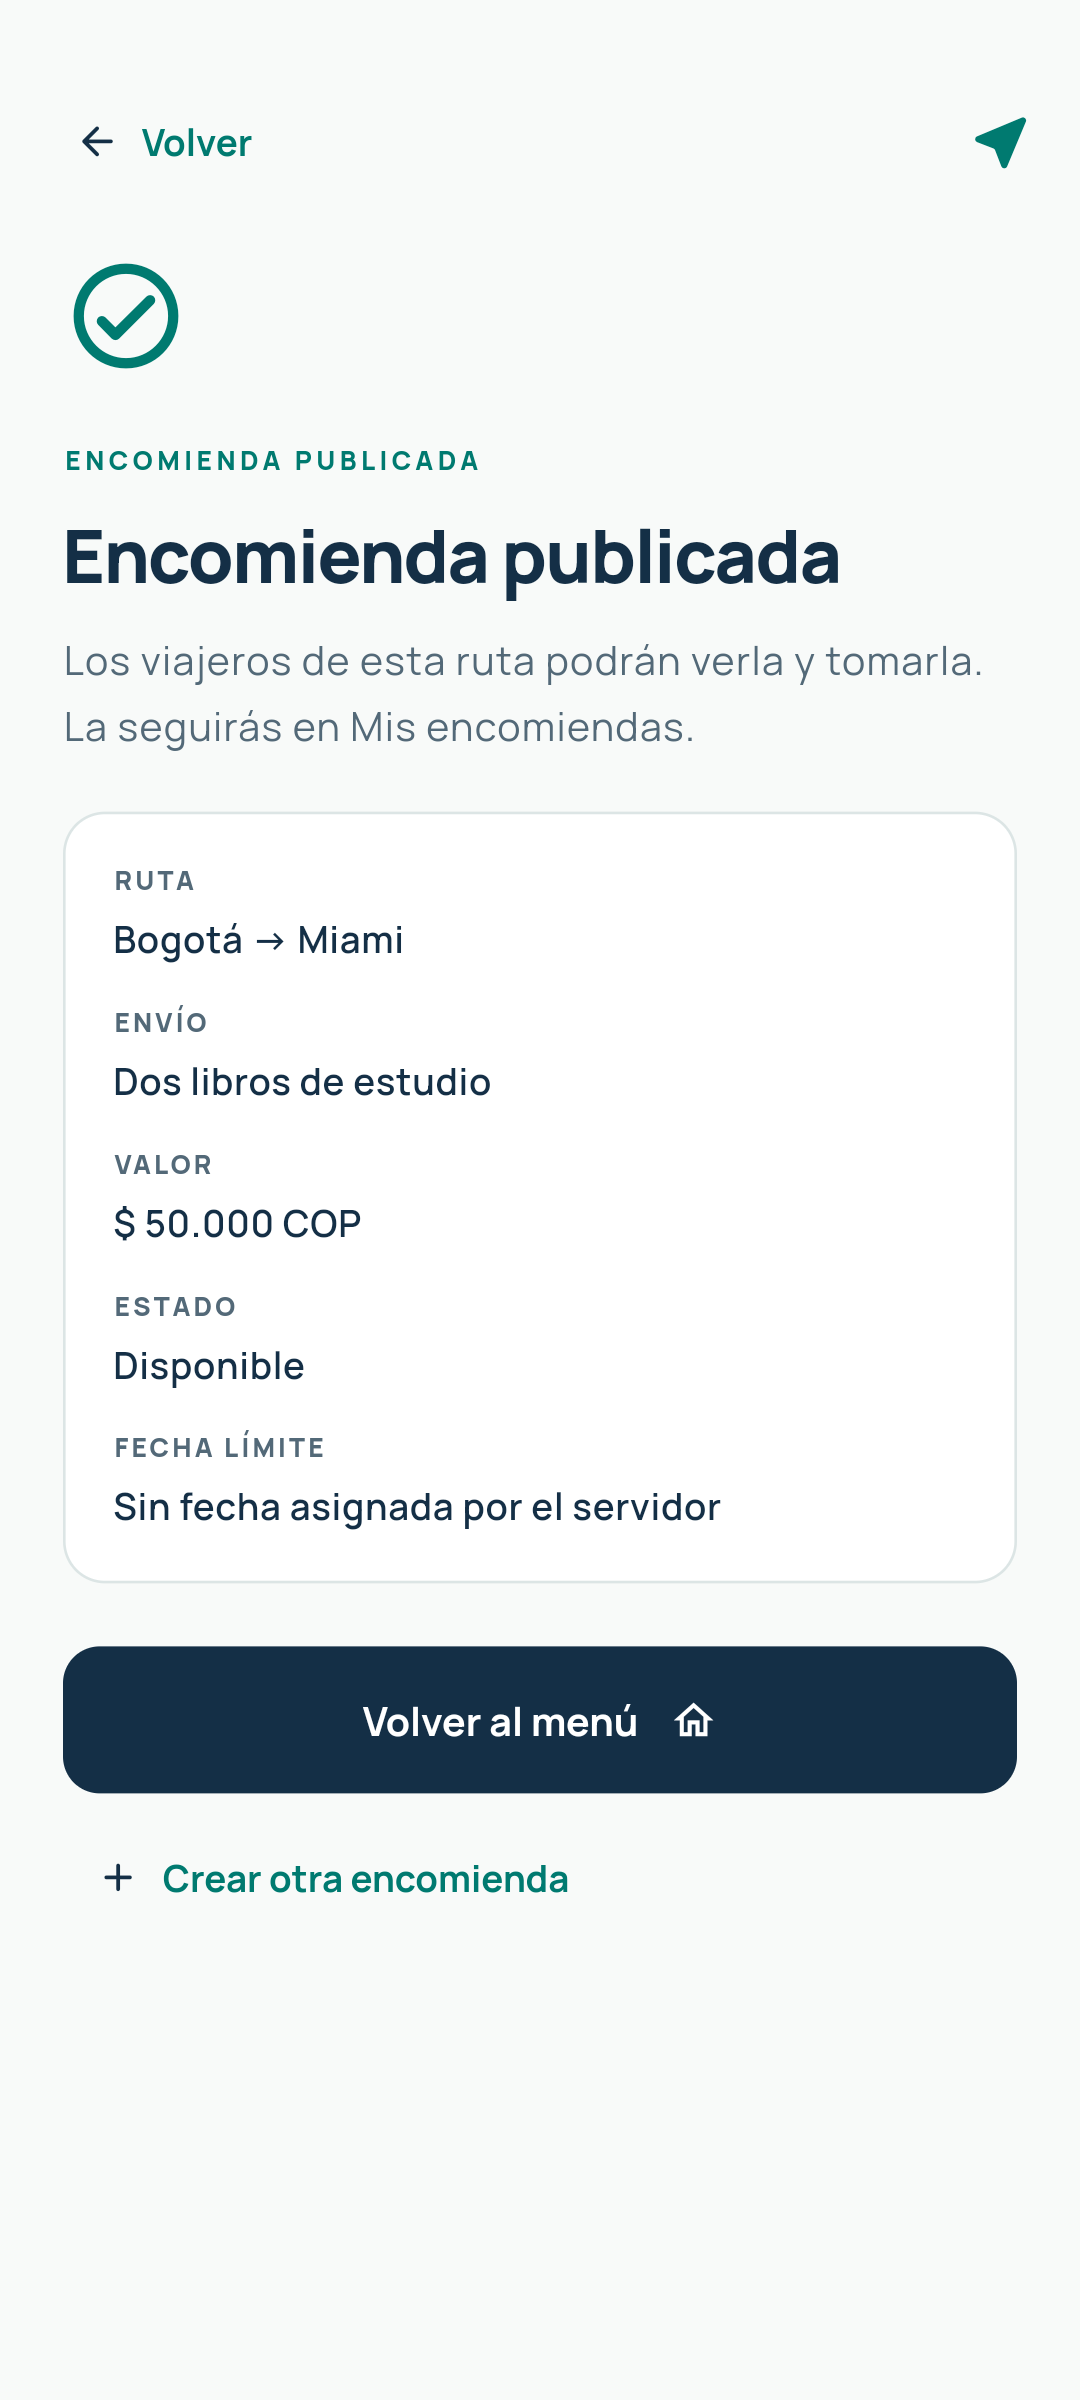 Volver
ENCOMIENDA PUBLICADA
Encomienda publicada
Los viajeros de esta ruta podrán verla y tomarla.
La seguirás en Mis encomiendas.
RUTA
Bogotá → Miami
ENVÍO
Dos libros de estudio
VALOR
$ 50.000 COP
ESTADO
Disponible
FECHA LÍMITE
Sin fecha asignada por el servidor
Volver al menú
Crear otra encomienda